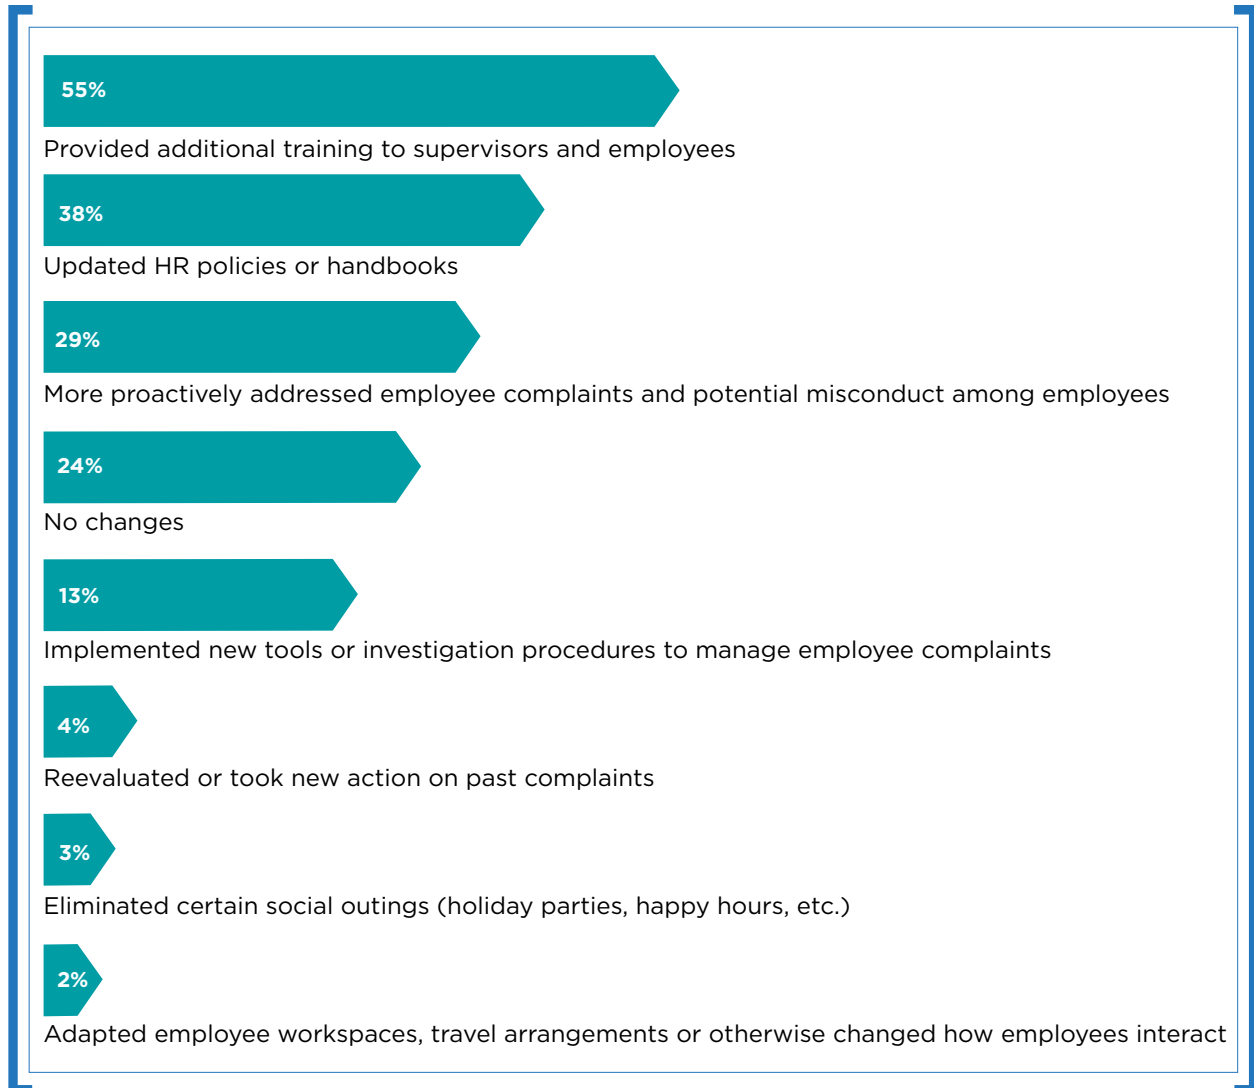 55%
Provided additional training to supervisors and employees
38%
Updated HR policies or handbooks
29%
More proactively addressed employee complaints and potential misconduct among employees
24%
No changes
13%
Implemented new tools or investigation procedures to manage employee complaints
4%
Reevaluated or took new action on past complaints
3%
Eliminated certain social outings (holiday parties, happy hours, etc.)
2%
Adapted employee workspaces, travel arrangements or otherwise changed how employees interact